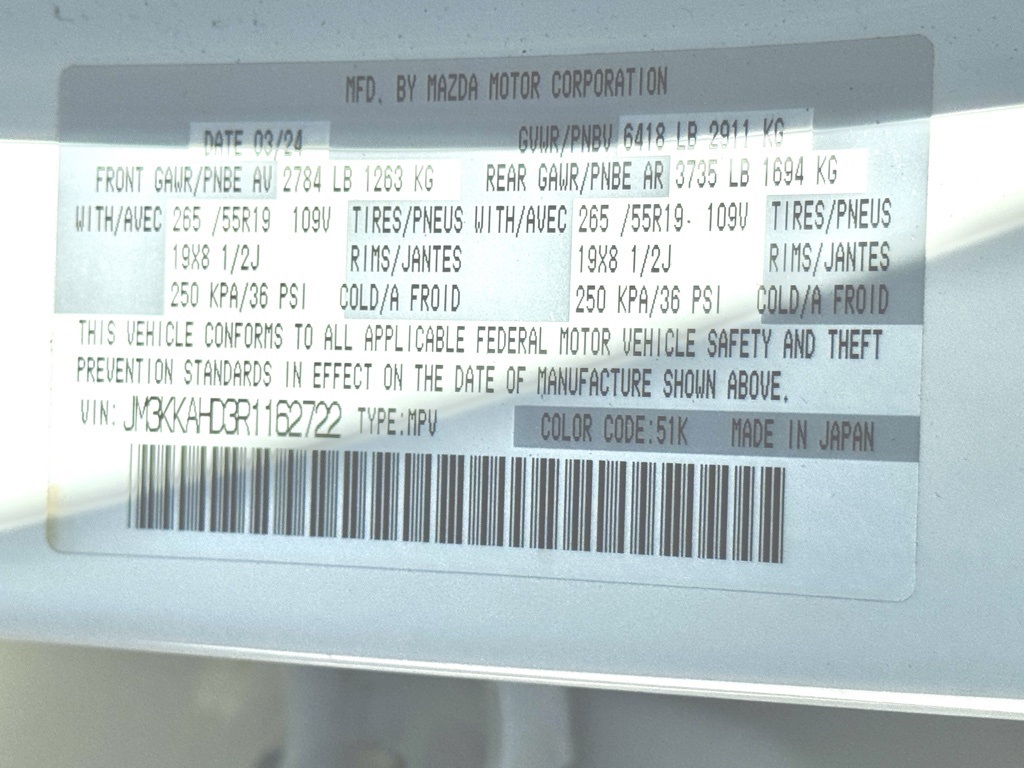 MFD. BY MAZDA MOTOR CORPORATION
DATE 03/24 GVWR/PNBV 6418 LB 2911 KG
FRONT GAWR/PNBE AV 2784 LB 1263 KG REAR GAWR/PNBE AR 3735 LB 1694 KG
WITH/AVEC 265 /55R19 109V TIRES/PNEUS WITH/AVEC 265 /55R19 109V TIRES/PNEUS
19X8 1/2J RIMS/JANTES 19X8 1/2J RIMS/JANTES
250 KPA/36 PSI COLD/A FROID 250 KPA/36 PSI COLD/A FROID
THIS VEHICLE CONFORMS TO ALL APPLICABLE FEDERAL MOTOR VEHICLE SAFETY AND THEFT
PREVENTION STANDARDS IN EFFECT ON THE DATE OF MANUFACTURE SHOWN ABOVE.
VIN: JM3KKAHD3R1162722 TYPE:MPV COLOR CODE:51K MADE IN JAPAN